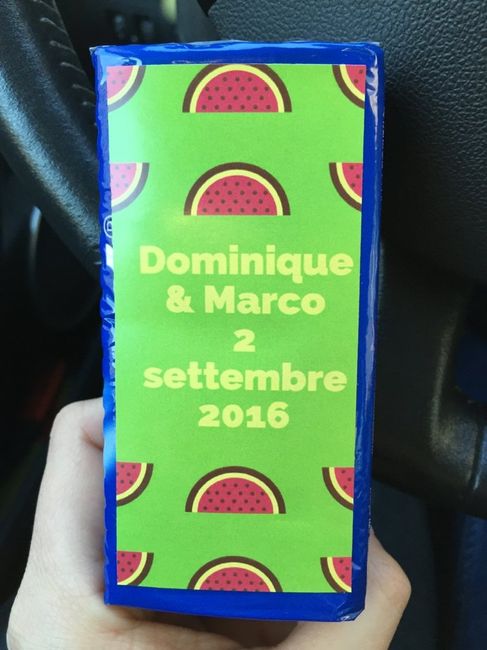 Dominique
& Marco
2
settembre
2016